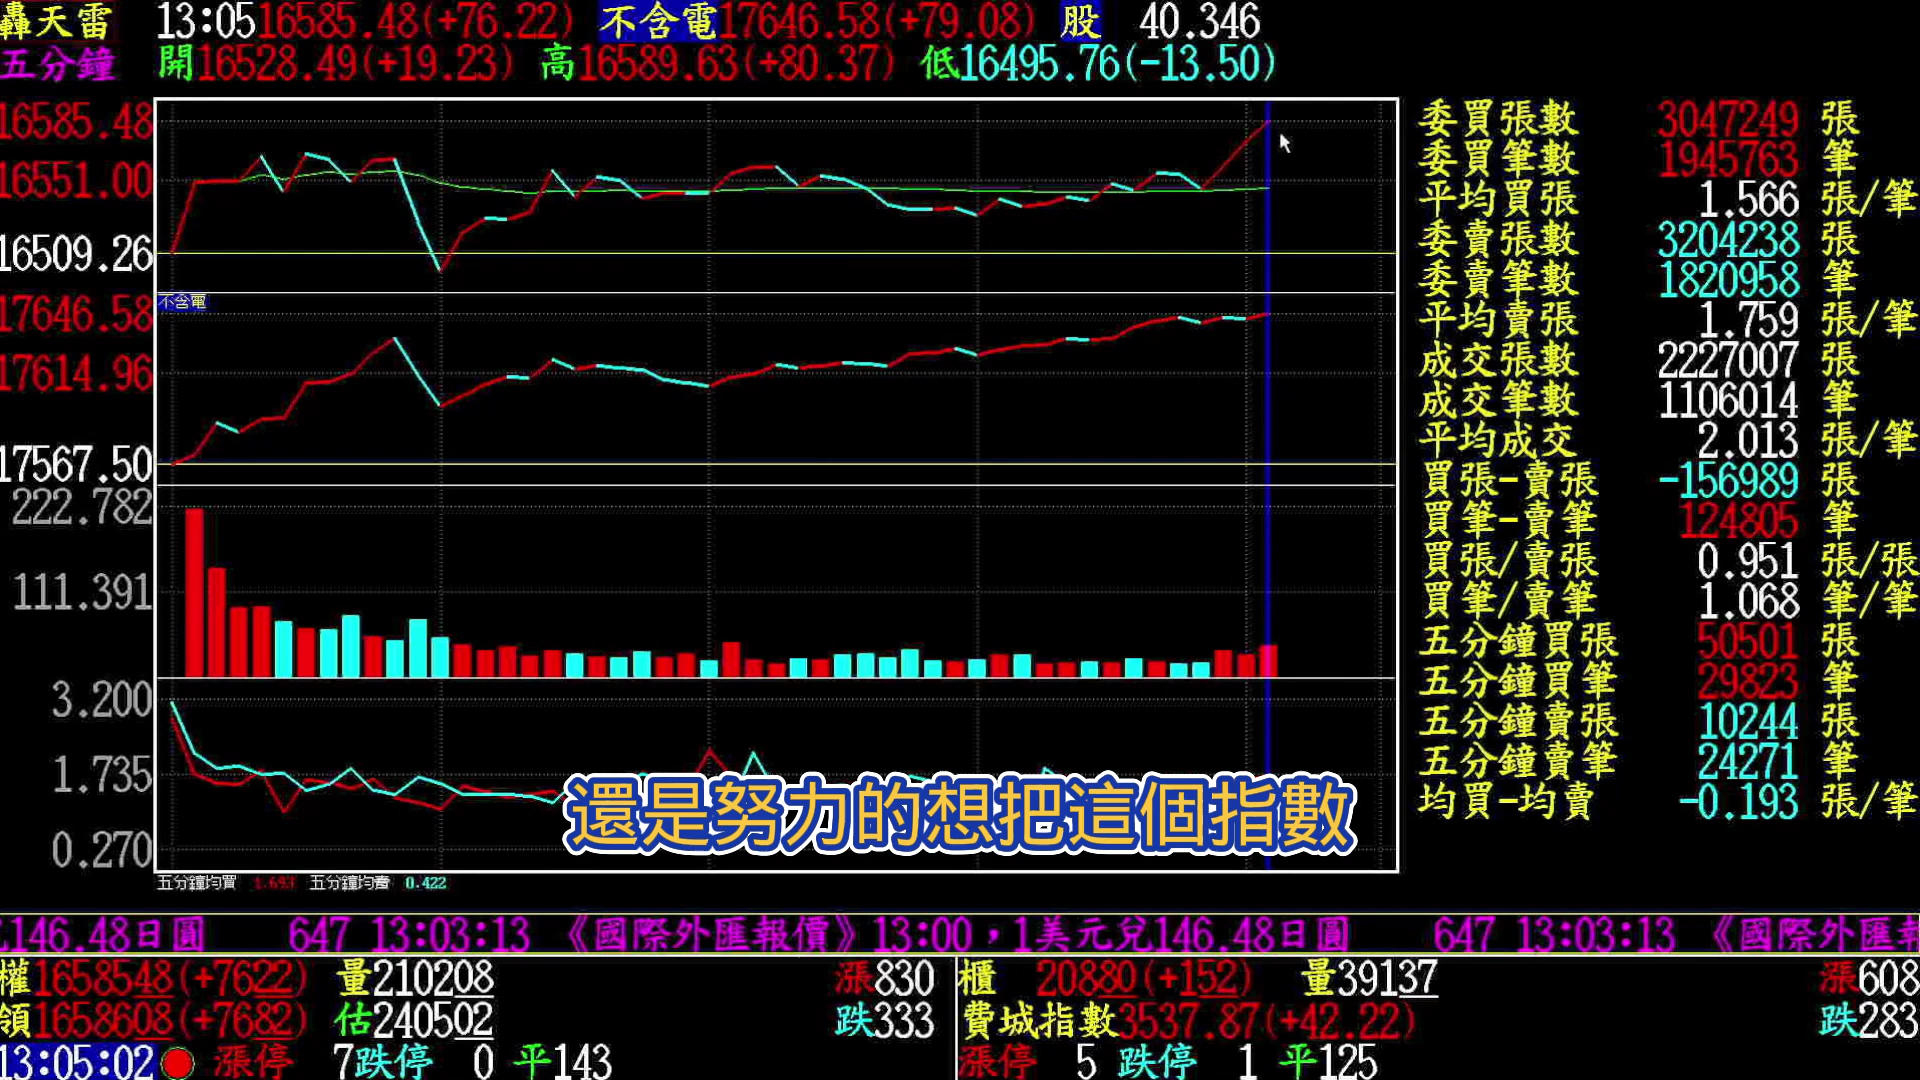 轟天雷 13:05 16585.48(+76.22) 不含電 17646.58(+79.08) 股 40.346
五分鐘 開 16528.49(+19.23) 高 16589.63(+80.37) 低 16495.76(-13.50)
16585.48
16551.00
16509.26
不含電
17646.58
17614.96
17567.50
222.782
111.391
3.200
1.735
0.270
委買張數 3047249 張
委買筆數 1945763 筆
平均買張 1.566 張/筆
委賣張數 3204238 張
委賣筆數 1820958 筆
平均賣張 1.759 張/筆
成交張數 2227007 張
成交筆數 1106014 筆
平均成交 2.013 張/筆
買張-賣張 -156989 張
買筆-賣筆 124805 筆
買張/賣張 0.951 張/張
買筆/賣筆 1.068 筆/筆
五分鐘買張 50501 張
五分鐘買筆 29823 筆
五分鐘賣張 10244 張
五分鐘賣筆 24271 筆
均買-均賣 -0.193 張/筆
還是努力的想把這個指數
五分鐘均買 1.693 五分鐘均賣 0.422
146.48日圓 647 13:03:13 《國際外匯報價》13:00，1美元兌146.48日圓 647 13:03:13 《國際外匯報
權1658548(+7622) 量210208 漲830 櫃 20880(+152) 量39137 漲608
領1658608(+7682) 估240502 跌333 費城指數3537.87(+42.22) 跌283
13:05:02 漲停 7 跌停 0 平143 漲停 5 跌停 1 平125